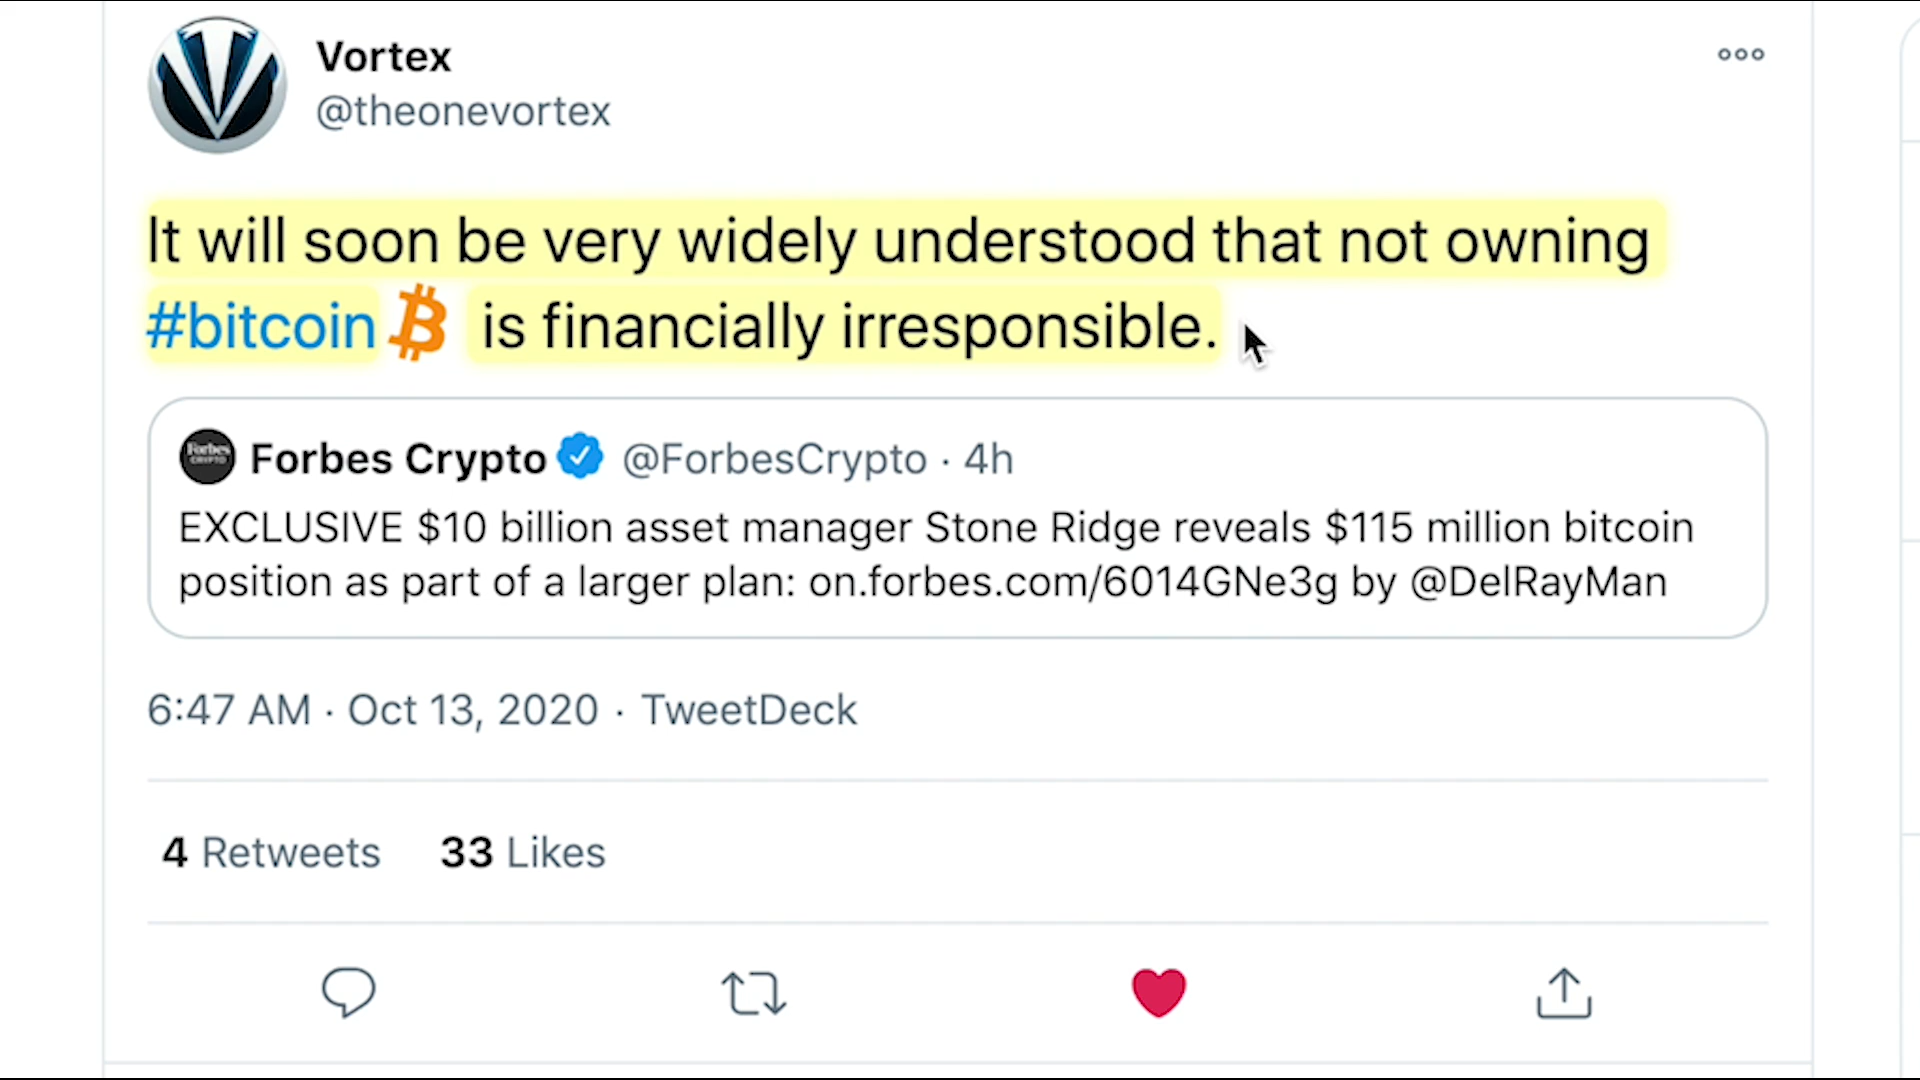 Vortex
@theonevortex
It will soon be very widely understood that not owning
#bitcoin is financially irresponsible.
Forbes Crypto @ForbesCrypto · 4h
EXCLUSIVE $10 billion asset manager Stone Ridge reveals $115 million bitcoin
position as part of a larger plan: on.forbes.com/6014GNe3g by @DelRayMan
6:47 AM · Oct 13, 2020 · TweetDeck
4 Retweets 33 Likes